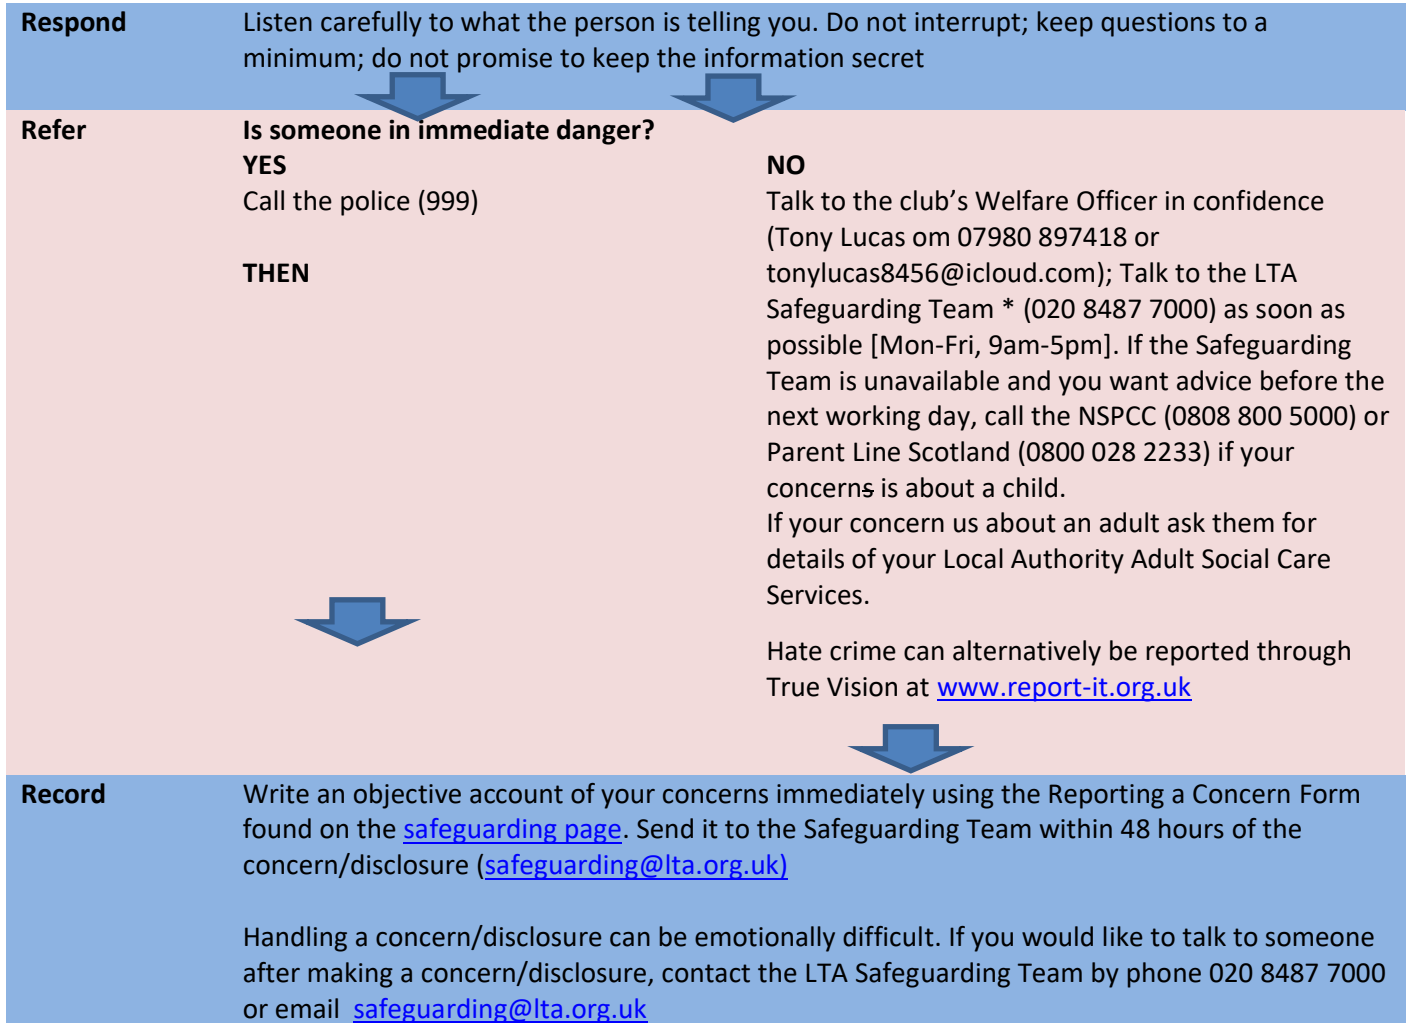 Respond
Listen carefully to what the person is telling you. Do not interrupt; keep questions to a
minimum; do not promise to keep the information secret
Refer
Is someone in immediate danger?
YES
Call the police (999)
THEN
NO
Talk to the club’s Welfare Officer in confidence
(Tony Lucas om 07980 897418 or
tonylucas8456@icloud.com); Talk to the LTA
Safeguarding Team * (020 8487 7000) as soon as
possible [Mon-Fri, 9am-5pm]. If the Safeguarding
Team is unavailable and you want advice before the
next working day, call the NSPCC (0808 800 5000) or
Parent Line Scotland (0800 028 2233) if your
concerns is about a child.
If your concern us about an adult ask them for
details of your Local Authority Adult Social Care
Services.
Hate crime can alternatively be reported through
True Vision at www.report-it.org.uk
Record
Write an objective account of your concerns immediately using the Reporting a Concern Form
found on the safeguarding page. Send it to the Safeguarding Team within 48 hours of the
concern/disclosure (safeguarding@lta.org.uk)
Handling a concern/disclosure can be emotionally difficult. If you would like to talk to someone
after making a concern/disclosure, contact the LTA Safeguarding Team by phone 020 8487 7000
or email safeguarding@lta.org.uk